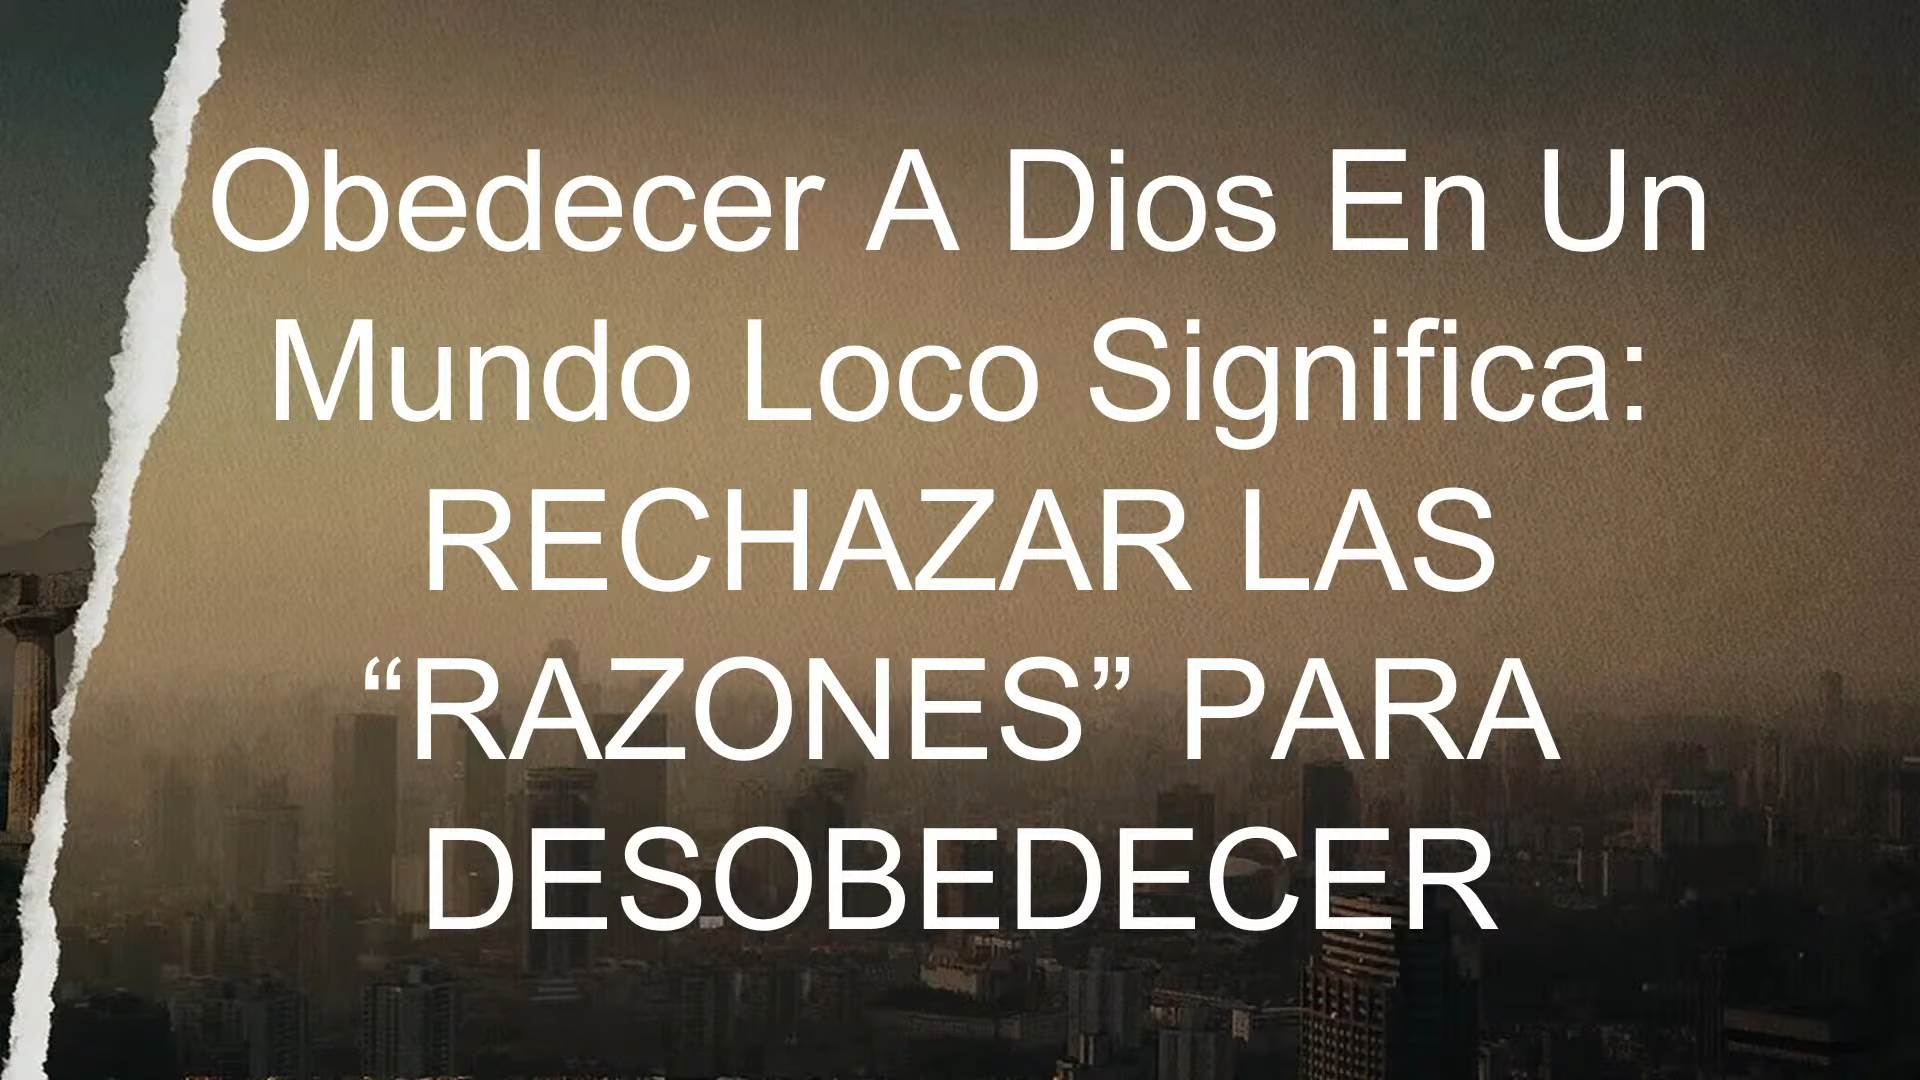 Obedecer A Dios En Un
Mundo Loco Significa:
RECHAZAR LAS
“RAZONES” PARA
DESOBEDECER